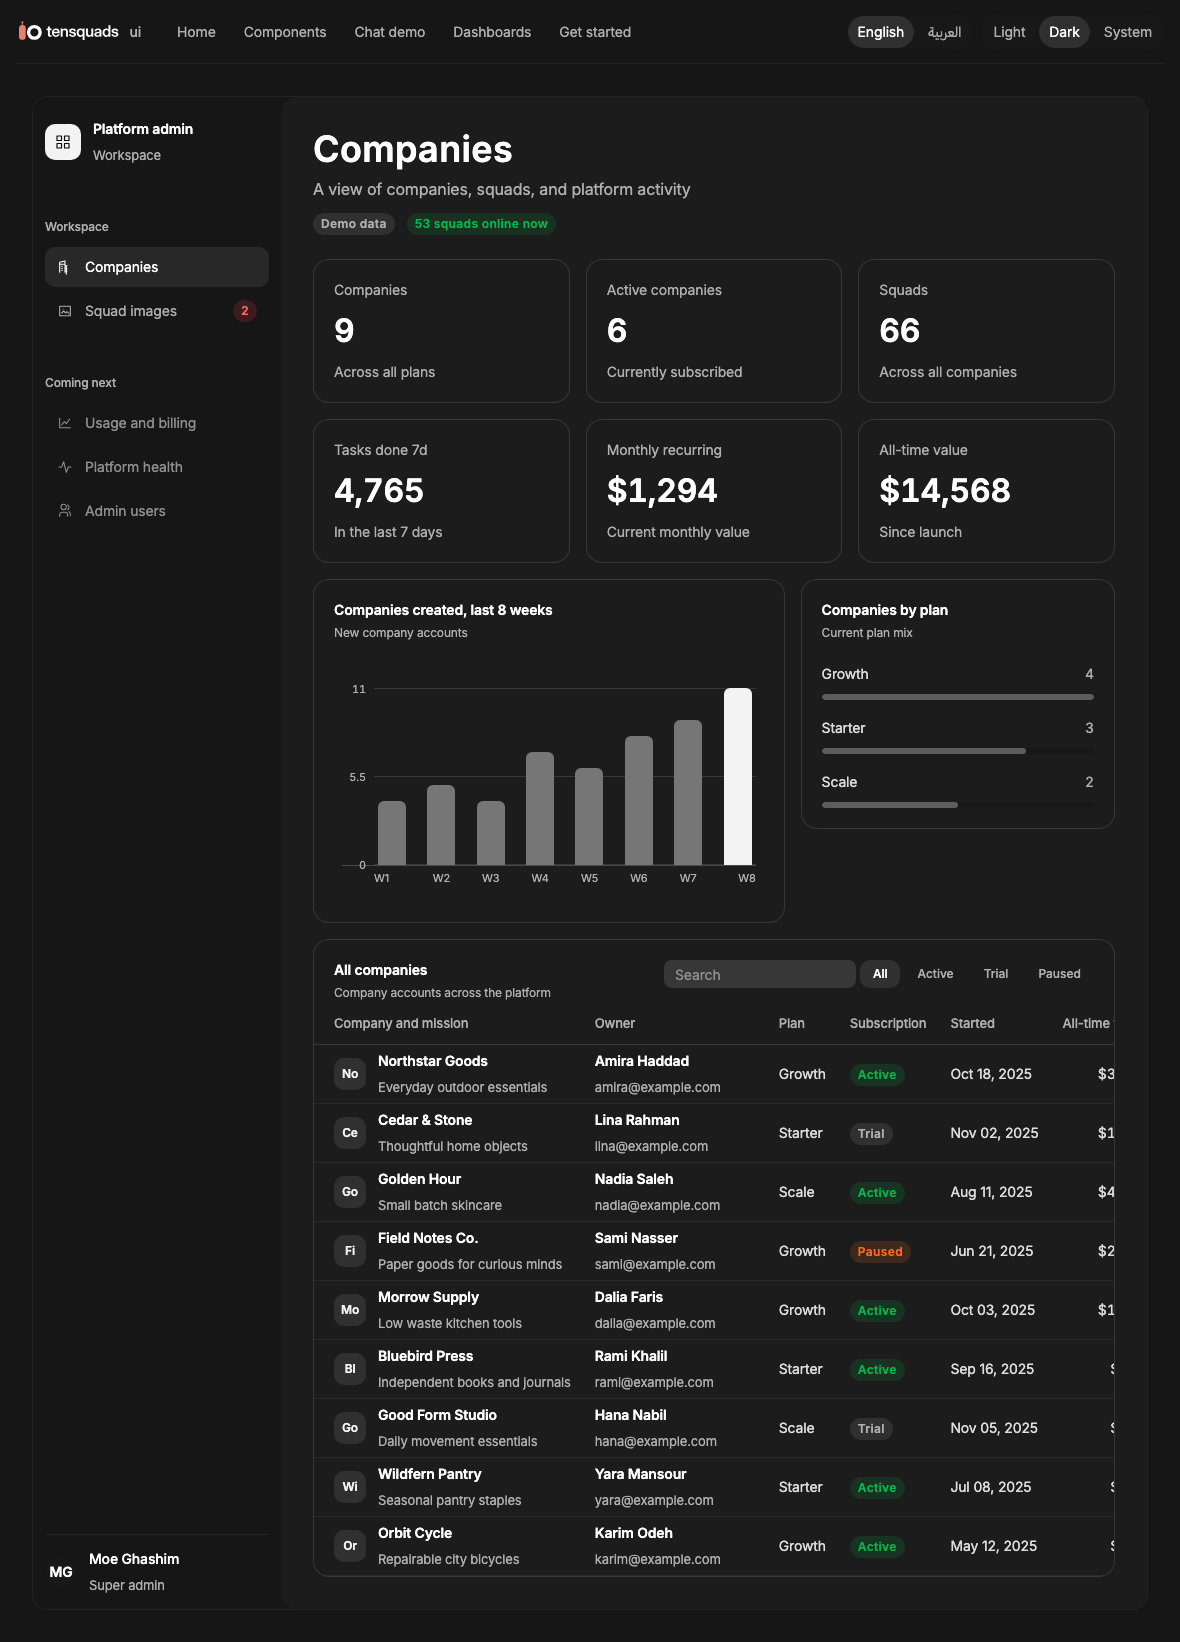 tensquads ui
Home
Components
Chat demo
Dashboards
Get started
English
العربية
Light
Dark
System
Platform admin
Workspace
Workspace
Companies
Squad images
2
Coming next
Usage and billing
Platform health
Admin users
MG
Moe Ghashim
Super admin
Companies
A view of companies, squads, and platform activity
Demo data
53 squads online now
Companies
9
Across all plans
Active companies
6
Currently subscribed
Squads
66
Across all companies
Tasks done 7d
4,765
In the last 7 days
Monthly recurring
$1,294
Current monthly value
All-time value
$14,568
Since launch
Companies created, last 8 weeks
New company accounts
11
5.5
0
W1 W2 W3 W4 W5 W6 W7 W8
Companies by plan
Current plan mix
Growth 4
Starter 3
Scale 2
All companies
Company accounts across the platform
Search
All
Active
Trial
Paused
Company and mission Owner Plan Subscription Started All-time
No Northstar Goods Amira Haddad Growth Active Oct 18, 2025 $3
Everyday outdoor essentials amira@example.com
Ce Cedar & Stone Lina Rahman Starter Trial Nov 02, 2025 $1
Thoughtful home objects lina@example.com
Go Golden Hour Nadia Saleh Scale Active Aug 11, 2025 $4
Small batch skincare nadia@example.com
Fi Field Notes Co. Sami Nasser Growth Paused Jun 21, 2025 $2
Paper goods for curious minds sami@example.com
Mo Morrow Supply Dalia Faris Growth Active Oct 03, 2025 $1
Low waste kitchen tools dalia@example.com
Bl Bluebird Press Rami Khalil Starter Active Sep 16, 2025
Independent books and journals rami@example.com
Go Good Form Studio Hana Nabil Scale Trial Nov 05, 2025
Daily movement essentials hana@example.com
Wi Wildfern Pantry Yara Mansour Starter Active Jul 08, 2025
Seasonal pantry staples yara@example.com
Or Orbit Cycle Karim Odeh Growth Active May 12, 2025
Repairable city bicycles karim@example.com